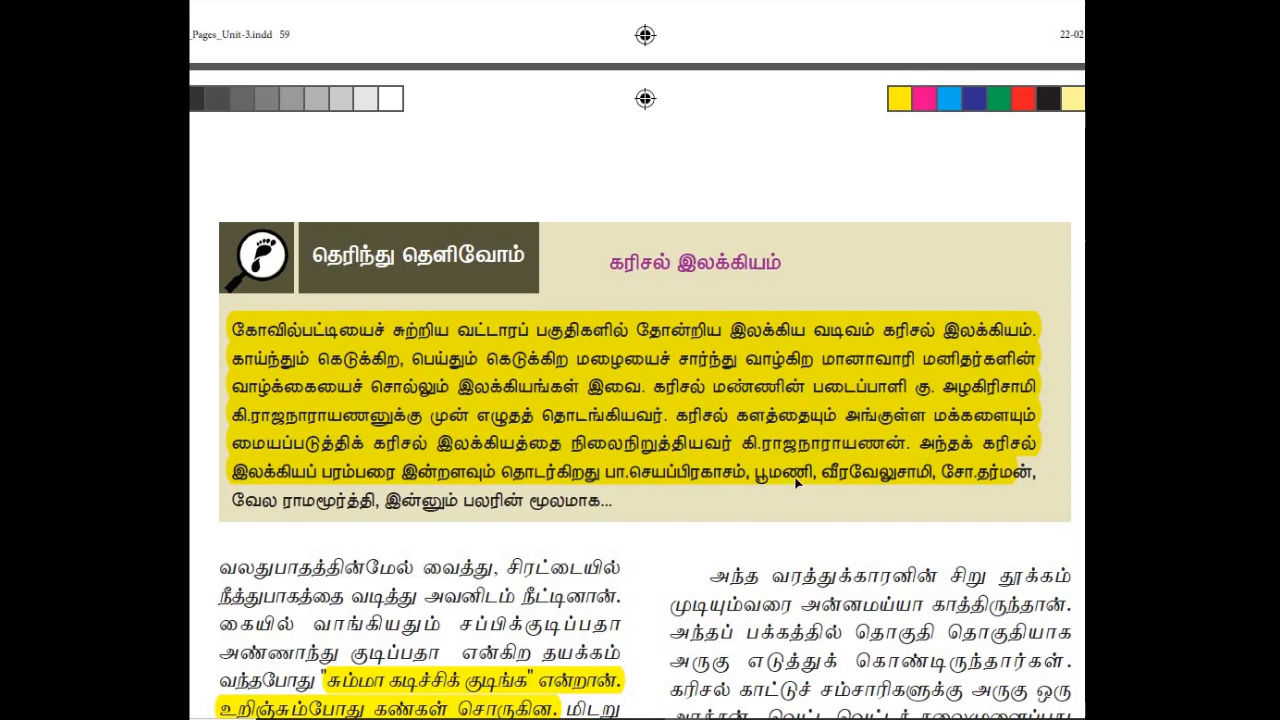 _Pages_Unit-3.indd 59
22-02
தெரிந்து தெளிவோம்
கரிசல் இலக்கியம்
கோவில்பட்டியைச் சுற்றிய வட்டாரப் பகுதிகளில் தோன்றிய இலக்கிய வடிவம் கரிசல் இலக்கியம்.
காய்ந்தும் கெடுக்கிற, பெய்தும் கெடுக்கிற மழையைச் சார்ந்து வாழ்கிற மானாவாரி மனிதர்களின்
வாழ்க்கையைச் சொல்லும் இலக்கியங்கள் இவை. கரிசல் மண்ணின் படைப்பாளி கு. அழகிரிசாமி
கி.ராஜநாராயணனுக்கு முன் எழுதத் தொடங்கியவர். கரிசல் களத்தையும் அங்குள்ள மக்களையும்
மையப்படுத்திக் கரிசல் இலக்கியத்தை நிலைநிறுத்தியவர் கி.ராஜநாராயணன். அந்தக் கரிசல்
இலக்கியப் பரம்பரை இன்றளவும் தொடர்கிறது பா.செயப்பிரகாசம், பூமணி, வீரவேலுசாமி, சோ.தர்மன்,
வேல ராமமூர்த்தி, இன்னும் பலரின் மூலமாக...
வலதுபாதத்தின்மேல் வைத்து, சிரட்டையில்
நீத்துபாகத்தை வடித்து அவனிடம் நீட்டினான்.
கையில் வாங்கியதும் சப்பிக்குடிப்பதா
அண்ணாந்து குடிப்பதா என்கிற தயக்கம்
வந்தபோது "சும்மா கடிச்சிக் குடிங்க" என்றான்.
உறிஞ்சும்போது கண்கள் சொருகின. மிடறு
அந்த வரத்துக்காரனின் சிறு தூக்கம்
முடியும்வரை அன்னமய்யா காத்திருந்தான்.
அந்தப் பக்கத்தில் தொகுதி தொகுதியாக
அருகு எடுத்துக் கொண்டிருந்தார்கள்.
கரிசல் காட்டுச் சம்சாரிகளுக்கு அருகு ஒரு